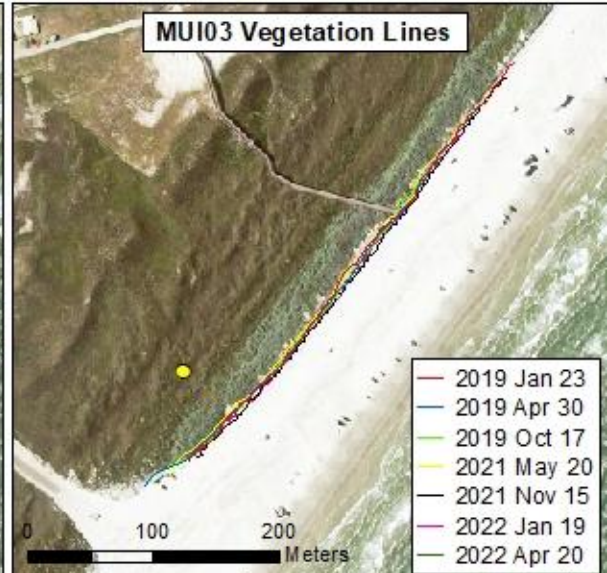 MUI03 Vegetation Lines
2019 Jan 23
2019 Apr 30
2019 Oct 17
2021 May 20
2021 Nov 15
2022 Jan 19
2022 Apr 20
0 100 200
Meters